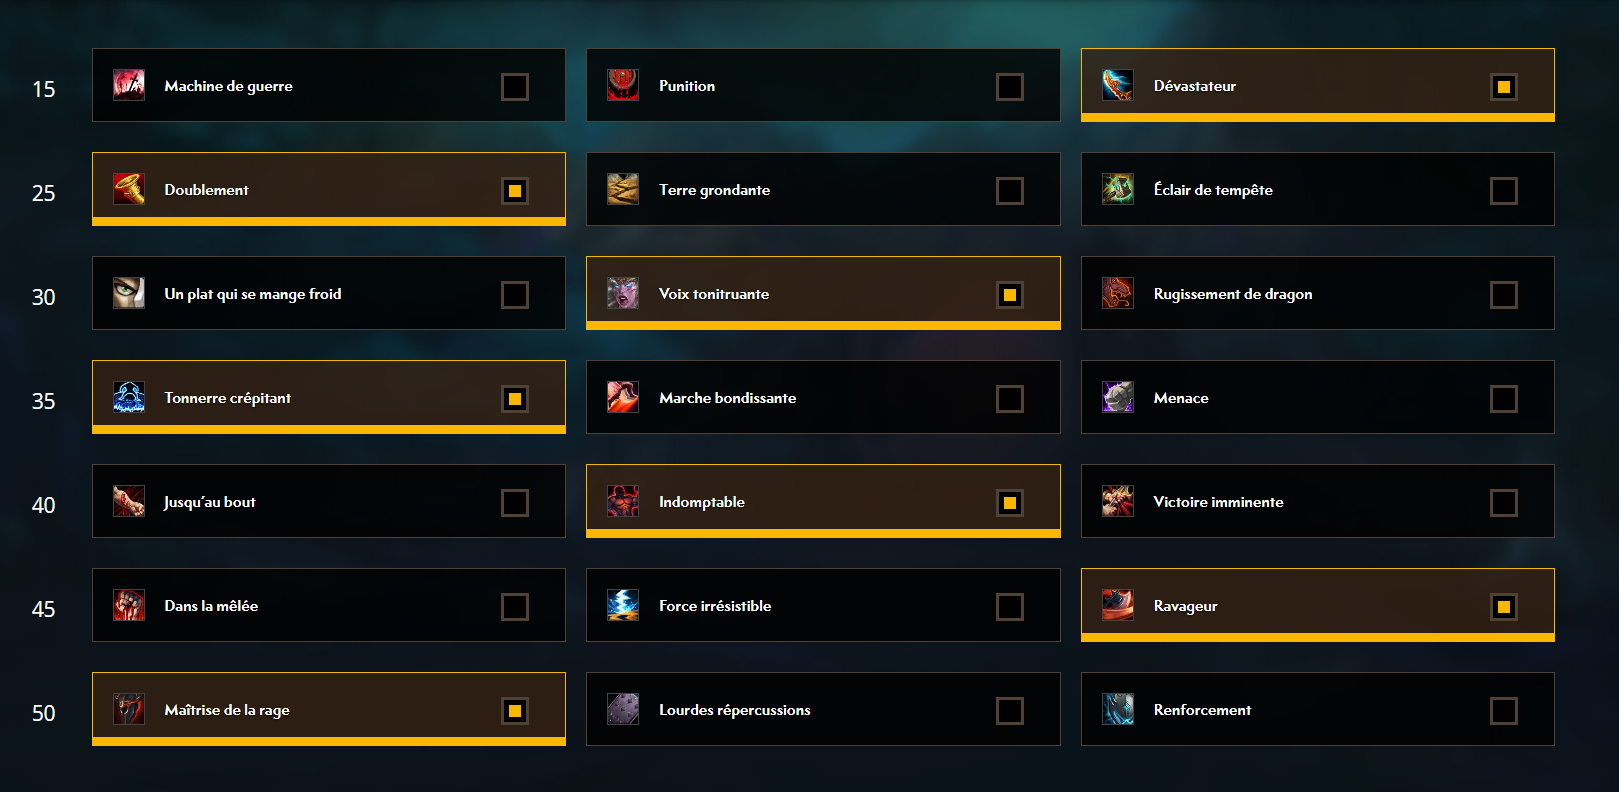 15 Machine de guerre Punition Dévastateur
25 Doublement Terre grondante Éclair de tempête
30 Un plat qui se mange froid Voix tonitruante Rugissement de dragon
35 Tonnerre crépitant Marche bondissante Menace
40 Jusqu'au bout Indomptable Victoire imminente
45 Dans la mêlée Force irrésistible Ravageur
50 Maîtrise de la rage Lourdes répercussions Renforcement